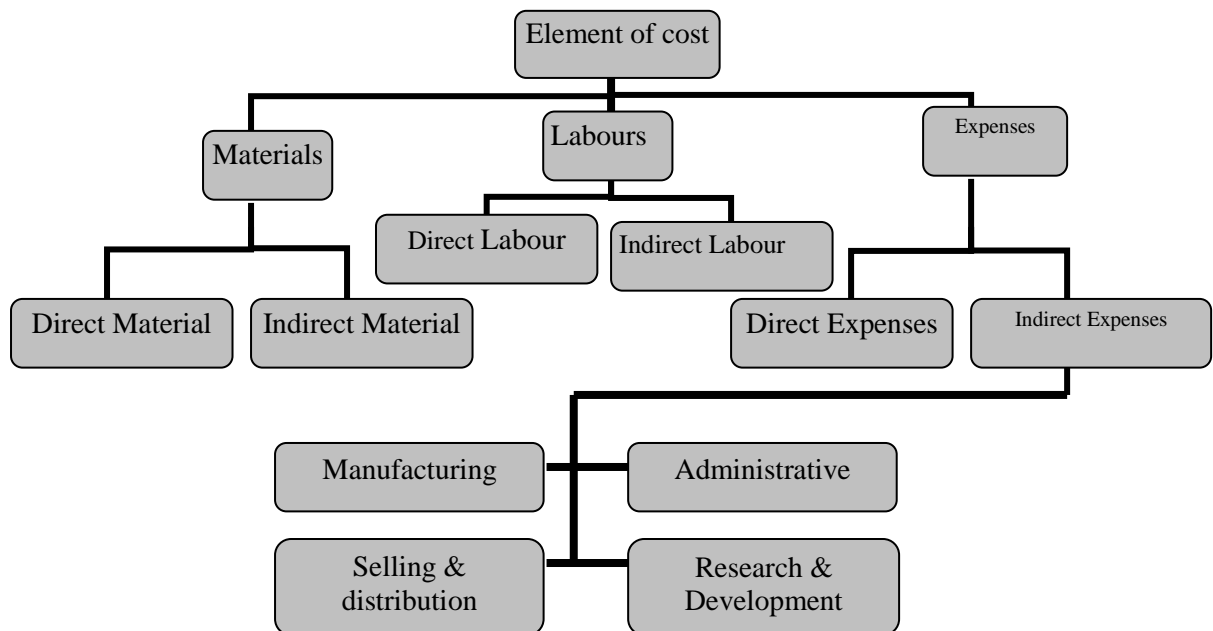 Element of cost
Materials
Labours
Expenses
Direct Labour
Indirect Labour
Direct Material
Indirect Material
Direct Expenses
Indirect Expenses
Manufacturing
Administrative
Selling &
distribution
Research &
Development